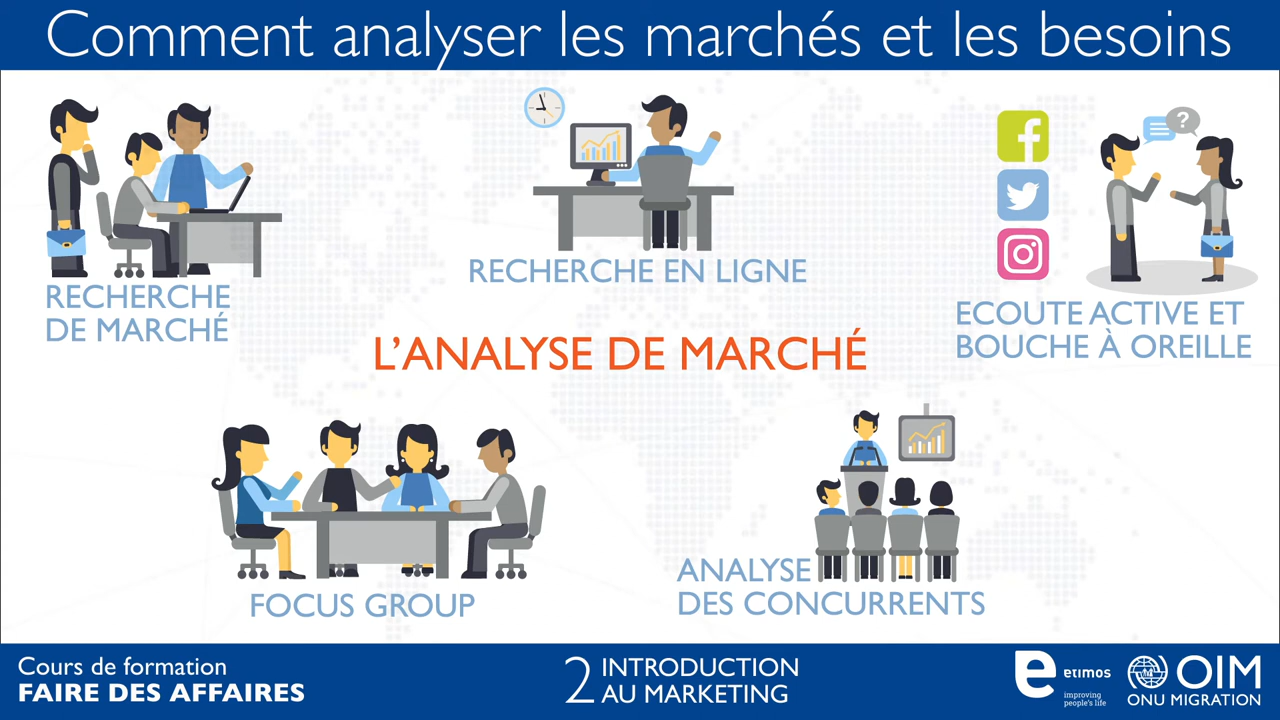 Comment analyser les marchés et les besoins
RECHERCHE
DE MARCHÉ
RECHERCHE EN LIGNE
?
ECOUTE ACTIVE ET
BOUCHE À OREILLE
L’ANALYSE DE MARCHÉ
FOCUS GROUP
ANALYSE
DES CONCURRENTS
Cours de formation
FAIRE DES AFFAIRES
2 INTRODUCTION
AU MARKETING
e ETIMOS
improving
people's life
OIM
ONU MIGRATION